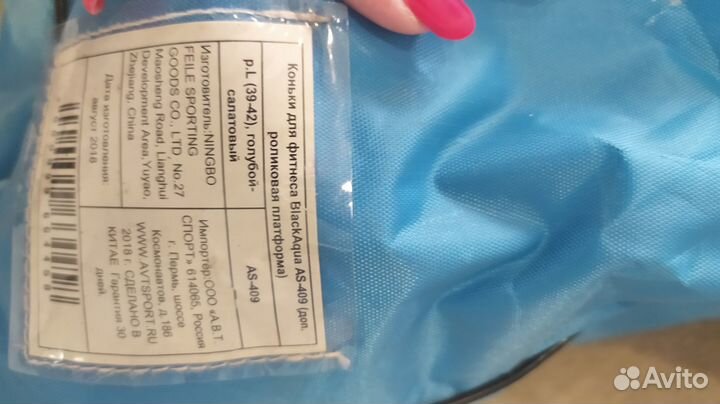 Коньки для фитнеса BlackAqua AS-409 (доп.
роликовая платформа)
р.L (39-42), голубой-
салатовый
AS-409
Изготовитель:NINGBO
FEILE SPORTING
GOODS CO., LTD, No.27
Maosheng Road, Lianghui
Development Area,Yuyao,
Zhejiang, China
Импортёр:ООО «А.В.Т.
СПОРТ» 614065, Россия
г. Пермь, шоссе
Космонавтов, д.186
WWW.AVTSPORT.RU
2018 г. СДЕЛАНО В
КИТАЕ. Гарантия 30
дней.
Дата изготовления:
август 2018
Avito